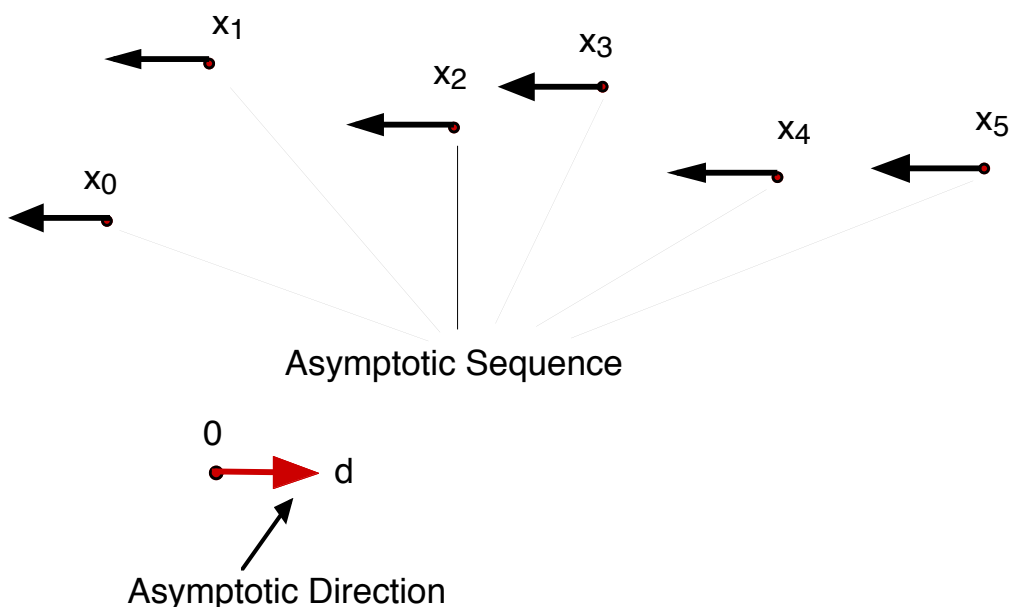 x1
x3
x2
x4
x5
x0
Asymptotic Sequence
0
d
Asymptotic Direction